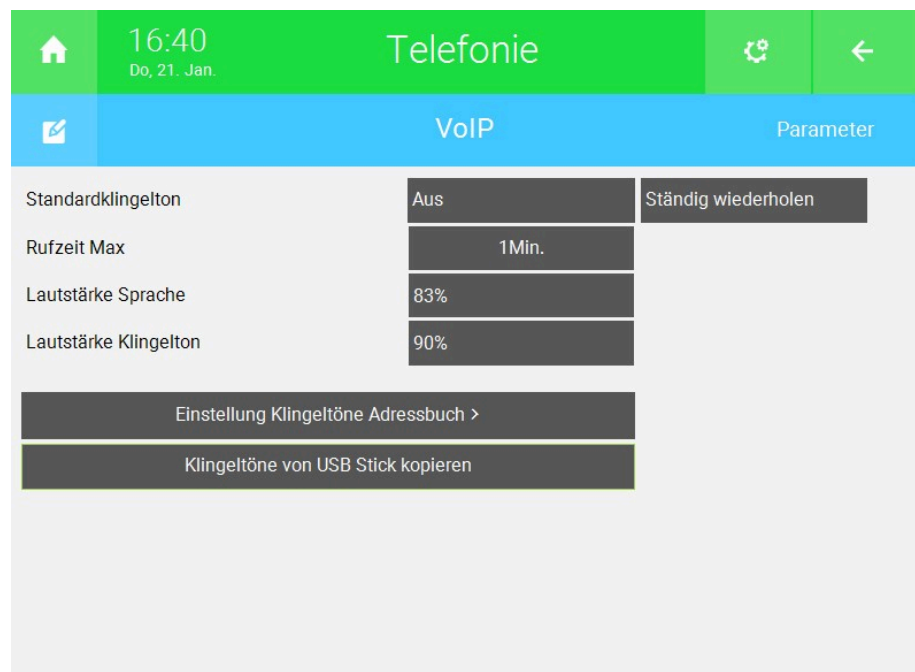 16:40
Telefonie
Do, 21. Jan.
VoIP
Parameter
Standardklingelton
Aus
Ständig wiederholen
Rufzeit Max
1Min.
Lautstärke Sprache
83%
Lautstärke Klingelton
90%
Einstellung Klingeltöne Adressbuch >
Klingeltöne von USB Stick kopieren